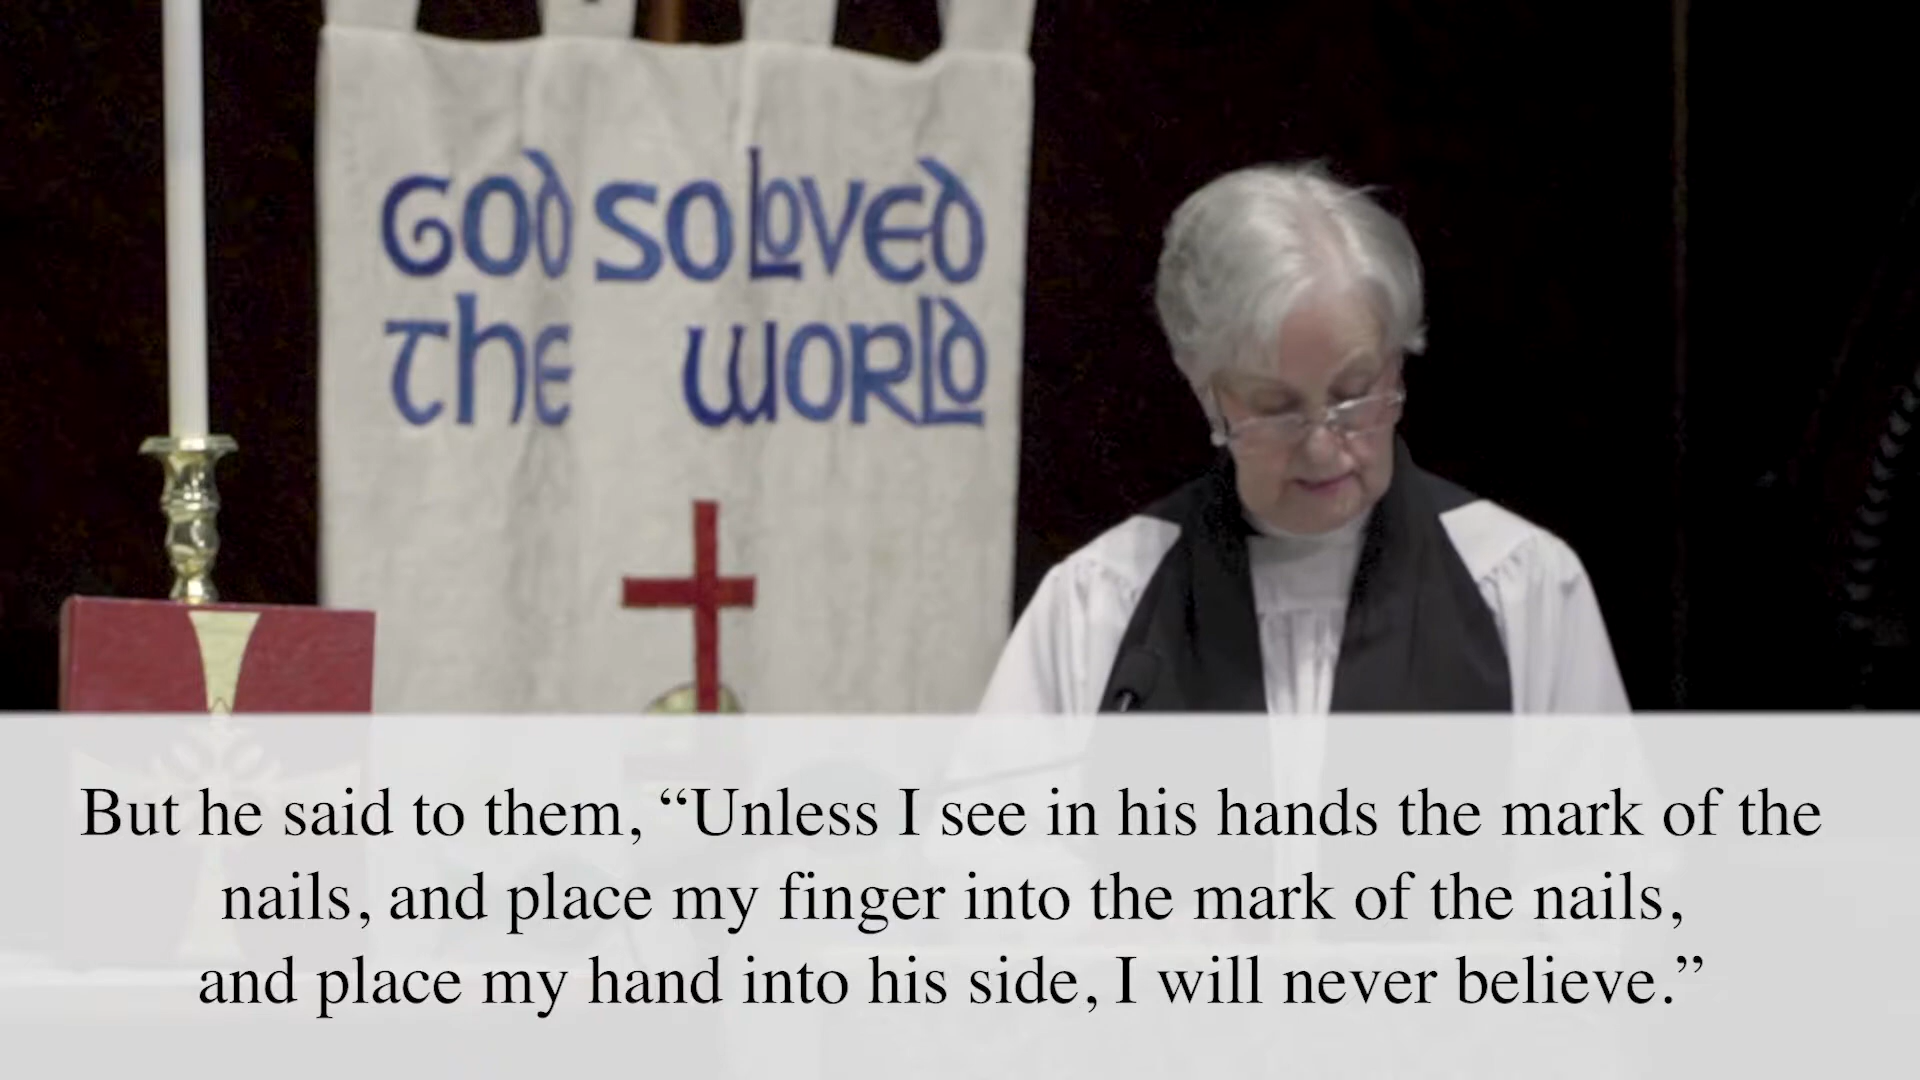 GOD SO LOVED
THE WORLD
But he said to them, “Unless I see in his hands the mark of the
nails, and place my finger into the mark of the nails,
and place my hand into his side, I will never believe.”